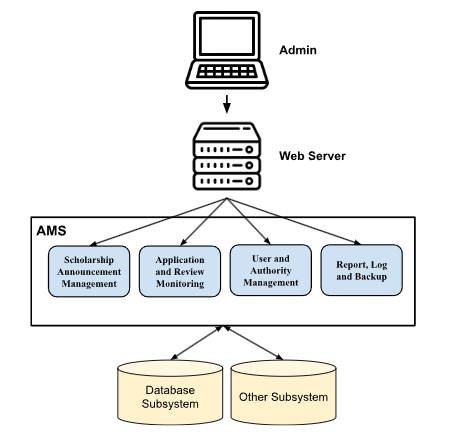 Admin
Web Server
AMS
Scholarship
Announcement
Management
Application
and Review
Monitoring
User and
Authority
Management
Report, Log
and Backup
Database
Subsystem
Other Subsystem